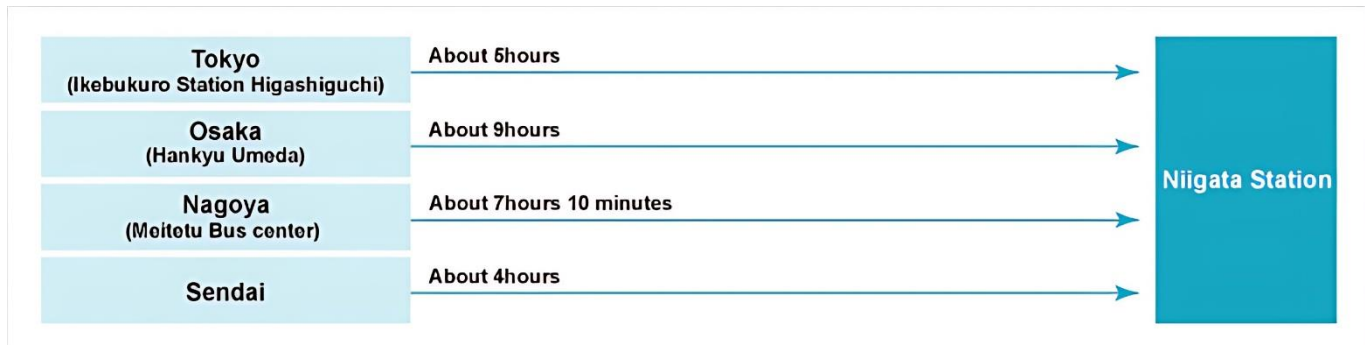 Tokyo
(Ikebukuro Station Higashiguchi)
About 5hours
Osaka
(Hankyu Umeda)
About 9hours
Nagoya
(Meitetu Bus center)
About 7hours 10 minutes
Sendai
About 4hours
Niigata Station